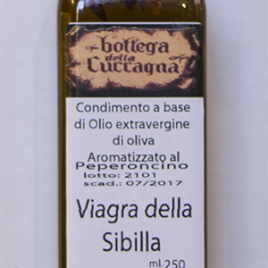 bottega
della
Cuccagna
Condimento a base
di Olio extravergine
di oliva
Aromatizzato al
Peperoncino
lotto: 2101
scad.: 07/2017
Viagra della
Sibilla
ml.250